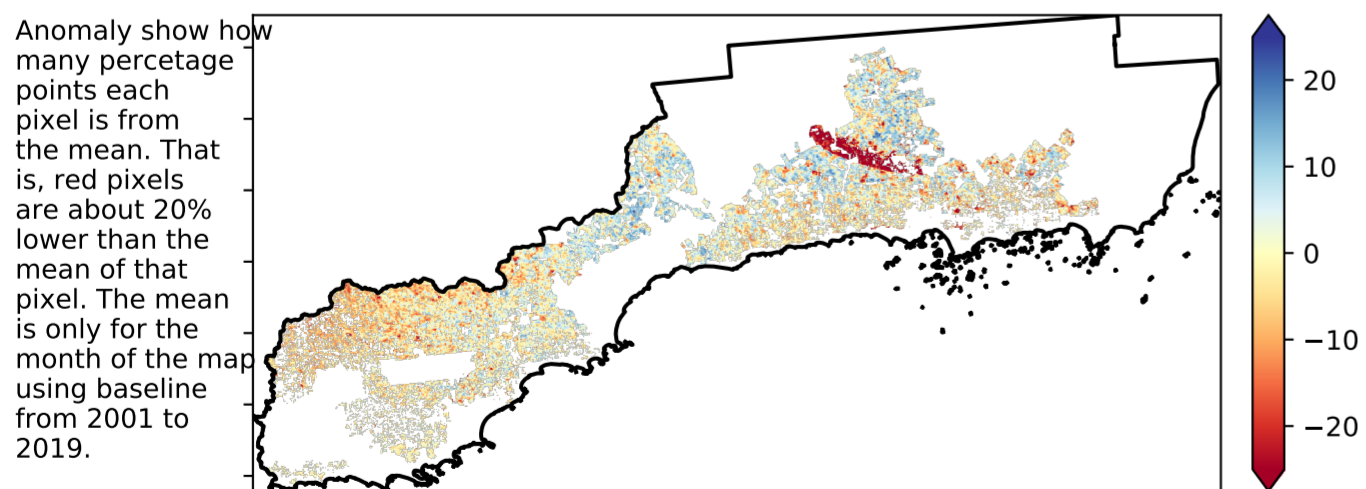 Anomaly show how
many percetage
points each
pixel is from
the mean. That
is, red pixels
are about 20%
lower than the
mean of that
pixel. The mean
is only for the
month of the map
using baseline
from 2001 to
2019.
20
10
0
−10
−20